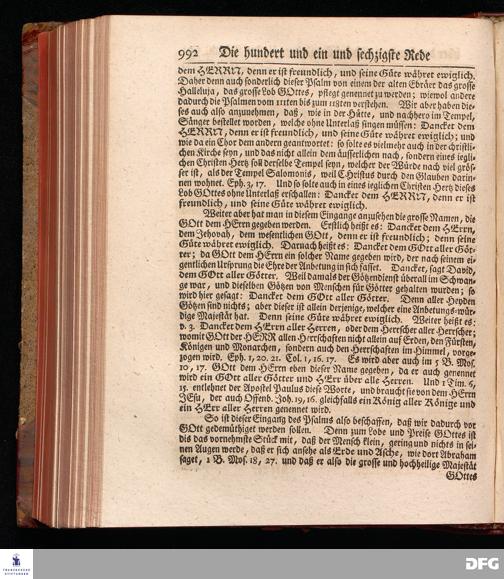 992 Die hundert und ein und sechzigste Rede
dem HERRN, denn er ist freundlich, und seine Güte währet ewiglich.
Daher denn auch sonderlich dieser Psalm von einem der alten Ebräer das grosse
Halleluja, das grosse Lob GOttes, pfleget genennet zu werden; wiewol andere
dadurch die Psalmen vom 111ten bis zum 118ten verstehen. Wir aber haben die-
ses auch also anzunehmen, daß, wie in der Hütte, und nachhero im Tempel,
Sänger bestellet worden, welche ohne Unterlaß singen müssen: Dancket dem
HERRN, denn er ist freundlich, und seine Güte währet ewiglich; und
wie da ein Chor dem andern geantwortet: so solte es vielmehr auch in der christli-
chen Kirche seyn, und das nicht allein dem äusserlichen nach, sondern eines iegli-
chen Christen Hertz soll derselbe Tempel seyn, welcher der Würde nach viel grös-
ser ist, als der Tempel Salomonis, weil CHristus durch den Glauben darin-
nen wohnet. Eph. 3, 17. Und so solte auch in eines ieglichen Christen Hertz dieses
Lob GOttes ohne Unterlaß erschallen: Dancket dem HERRN, denn er ist
freundlich, und seine Güte währet ewiglich.
Weiter aber hat man in diesem Eingange anzusehen die grosse Namen, die
GOtt dem HErrn gegeben werden. Erstlich heißt es: Dancket dem HErrn,
dem Jehovah, dem wesentlichen GOtt, denn er ist freundlich; denn seine
Güte währet ewiglich. Darnach heißt es: Dancket dem GOtt aller Göt-
ter; da GOtt dem HErrn ein solcher Name gegeben wird, der nach seinem ei-
gentlichen Ursprung die Ehre der Anbetung in sich fasset. Dancket, sagt David,
dem GOtt aller Götter. Weil damals der Götzendienst überall im Schwan-
ge war, und dieselben Götzen von Menschen für Götter gehalten wurden; so
wird hier gesagt: Dancket dem GOtt aller Götter. Denn aller Heyden
Götzen sind nichts; aber dieser ist allein derjenige, welcher eine Anbetungs-wür-
dige Majestät hat. Denn seine Güte währet ewiglich. Weiter heißt es:
v. 3. Dancket dem HErrn aller Herren, oder dem Herrscher aller Herrscher;
womit GOtt der HERR allen Herrschaften nicht allein auf Erden, den Fürsten,
Königen und Monarchen, sondern auch den Herrschaften im Himmel, vorge-
zogen wird. Eph. 1, 20. 21. Col. 1, 16. 17. Es wird aber auch im 5 B. Mos.
10, 17. GOtt dem HErrn eben dieser Name gegeben, da er auch genennet
wird ein GOtt aller Götter und HErr über alle Herren. Und 1 Tim. 6,
15. entlehnet der Apostel Paulus diese Worte, und braucht sie von dem HErrn
JEsu, der auch Offenb. Joh. 19, 16. gleichfalls ein König aller Könige und
ein HErr aller Herren genennet wird.
So ist dieser Eingang des Psalms also beschaffen, daß wir dadurch vor
GOtt gedemüthiget werden sollen. Denn zum Lobe und Preise GOttes ist
dis das vornehmste Stück mit, daß der Mensch klein, gering und nichts in sei-
nen Augen werde, daß er sich ansehe als Erde und Asche, wie dort Abraham
saget, 1 B. Mos. 18, 27. und daß er also die grosse und hochheilige Majestät
GOttes
FRANCKESCHE STIFTUNGEN
DFG